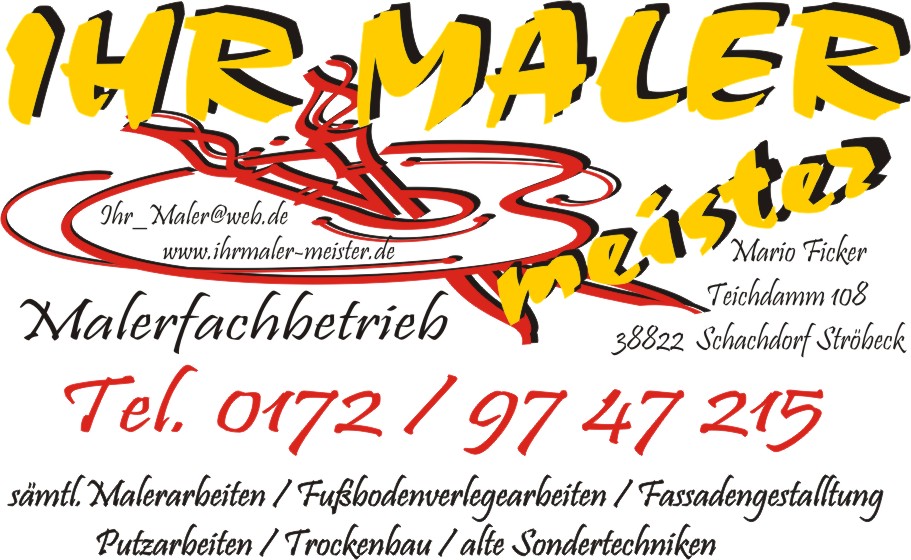 IHR MALER
meister
Ihr_Maler@web.de
www.ihrmaler-meister.de
Mario Ficker
Teichdamm 108
38822 Schachdorf Ströbeck
Malerfachbetrieb
Tel. 0172 / 97 47 215
sämtl. Malerarbeiten / Fußbodenverlegearbeiten / Fassadengestalltung
Putzarbeiten / Trockenbau / alte Sondertechniken